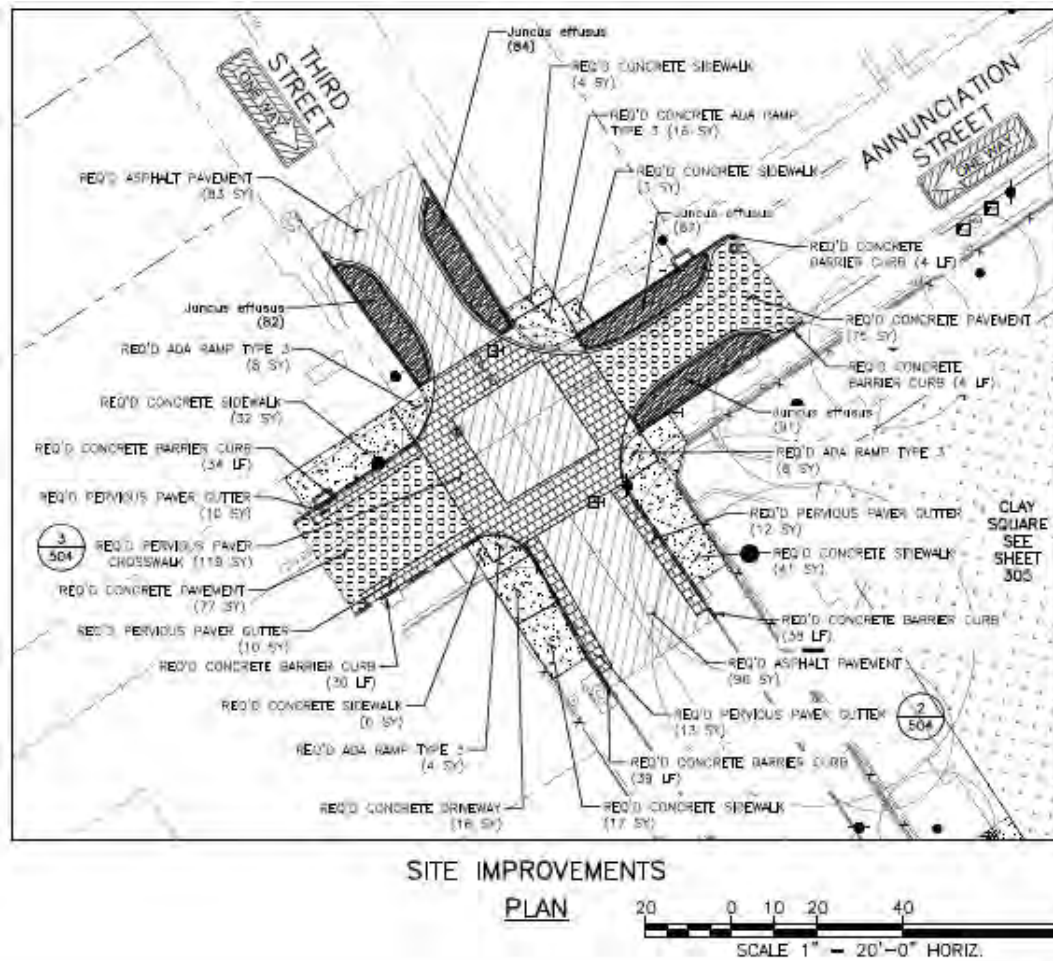 Juncus effusus
(84)
REQ'D CONCRETE SIDEWALK
(4 SY)
THIRD
STREET
ONE WAY
REQ'D CONCRETE ADA RAMP
TYPE 3 (16 SY)
ANNUNCIATION
STREET
ONE WAY
REQ'D ASPHALT PAVEMENT
(83 SY)
REQ'D CONCRETE SIDEWALK
(3 SY)
Juncus effusus
(87)
REQ'D CONCRETE
BARRIER CURB (4 LF)
Juncus effusus
(82)
REQ'D CONCRETE PAVEMENT
(75 SY)
REQ'D ADA RAMP TYPE 3
(8 SY)
REQ'D CONCRETE
BARRIER CURB (4 LF)
REQ'D CONCRETE SIDEWALK
(32 SY)
Juncus effusus
(91)
REQ'D CONCRETE BARRIER CURB
(34 LF)
REQ'D ADA RAMP TYPE 3
(8 SY)
REQ'D PERVIOUS PAVER GUTTER
(10 SY)
REQ'D PERVIOUS PAVER GUTTER
(12 SY)
CLAY
SQUARE
SEE
SHEET
305
3
504
REQ'D PERVIOUS PAVER
CROSSWALK (119 SY)
REQ'D CONCRETE SIDEWALK
(41 SY)
REQ'D CONCRETE PAVEMENT
(77 SY)
REQ'D CONCRETE BARRIER CURB
(38 LF)
REQ'D PERVIOUS PAVER GUTTER
(10 SY)
REQ'D ASPHALT PAVEMENT
(96 SY)
REQ'D CONCRETE BARRIER CURB
(30 LF)
REQ'D CONCRETE SIDEWALK
REQ'D PERVIOUS PAVER GUTTER
(13 SY)
2
504
REQ'D ADA RAMP TYPE 3
(4 SY)
REQ'D CONCRETE BARRIER CURB
(39 LF)
REQ'D CONCRETE DRIVEWAY
(16 SY)
REQ'D CONCRETE SIDEWALK
(17 SY)
SITE IMPROVEMENTS
PLAN
20 0 10 20 40
SCALE 1" = 20'-0" HORIZ.